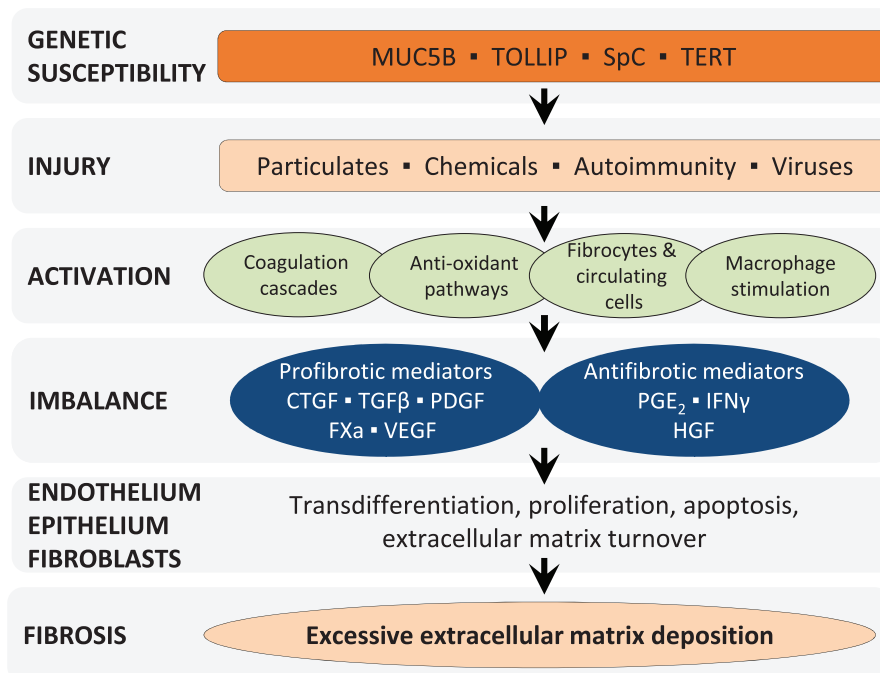 GENETIC
SUSCEPTIBILITY
MUC5B ▪ TOLLIP ▪ SpC ▪ TERT
INJURY
Particulates ▪ Chemicals ▪ Autoimmunity ▪ Viruses
ACTIVATION
Coagulation
cascades
Anti-oxidant
pathways
Fibrocytes &
circulating
cells
Macrophage
stimulation
IMBALANCE
Profibrotic mediators
CTGF ▪ TGFβ ▪ PDGF
FXa ▪ VEGF
Antifibrotic mediators
PGE₂ ▪ IFNγ
HGF
ENDOTHELIUM
EPITHELIUM
FIBROBLASTS
Transdifferentiation, proliferation, apoptosis,
extracellular matrix turnover
FIBROSIS
Excessive extracellular matrix deposition